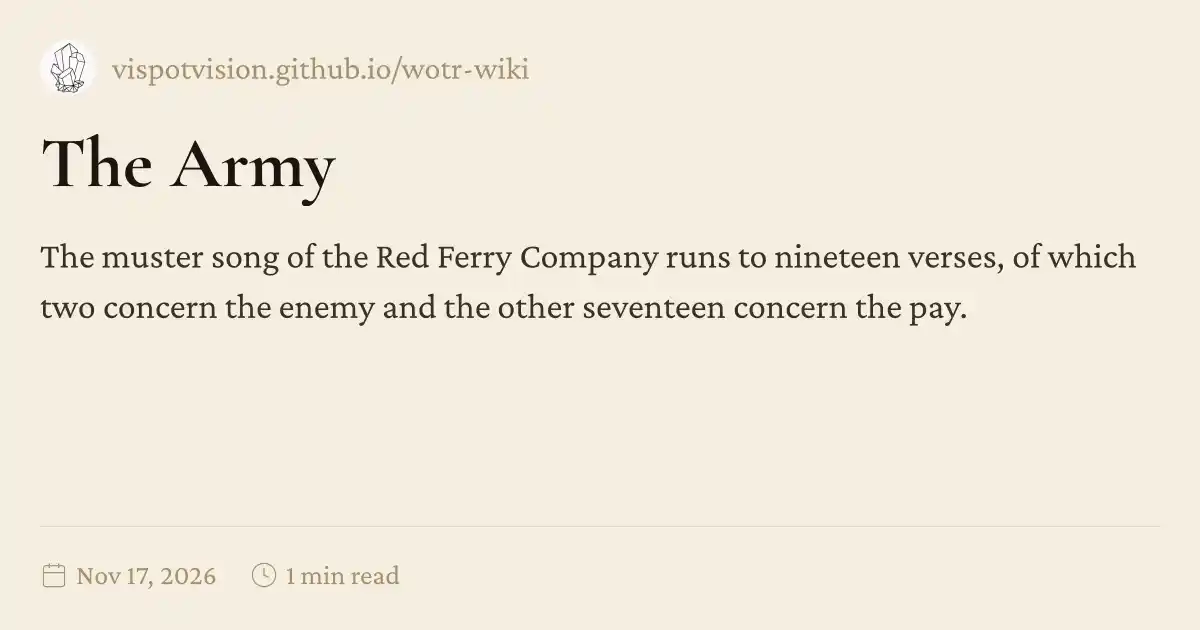 vispotvision.github.io/wotr-wiki
The Army
The muster song of the Red Ferry Company runs to nineteen verses, of which
two concern the enemy and the other seventeen concern the pay.
Nov 17, 2026
1 min read